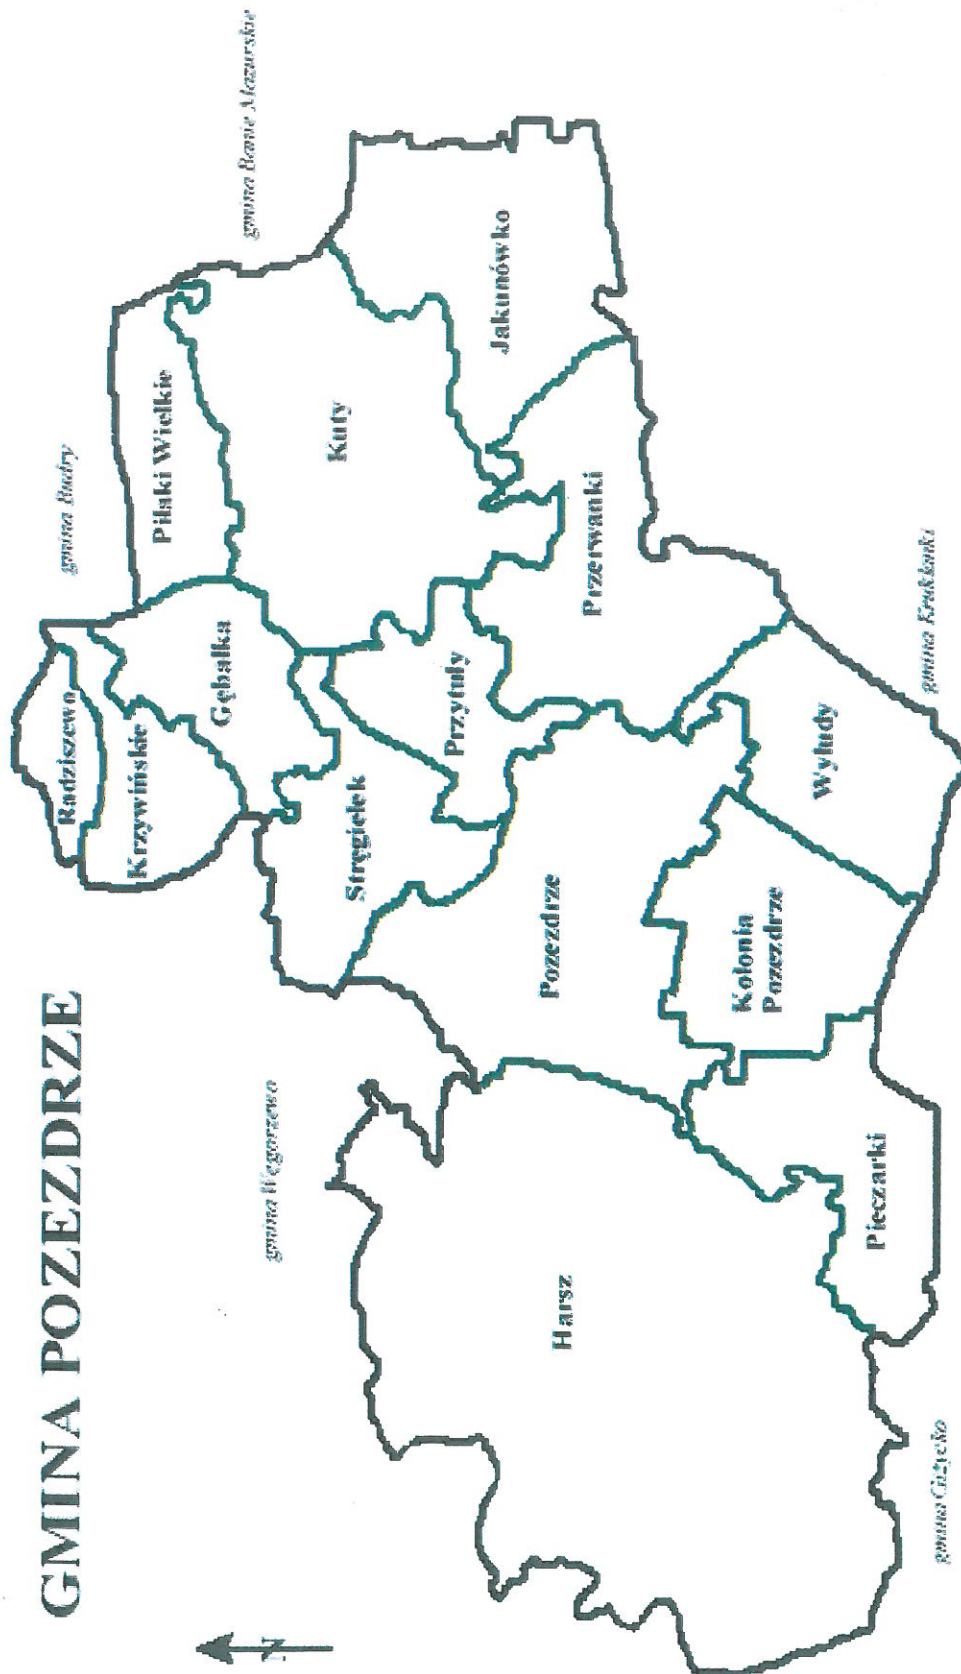 GMINA POZEZDRZE
N
gmina Węgorzewo
gmina Budry
gmina Banie Mazurskie
gmina Giżycko
gmina Kruklanki
Radziszewo
Krzywińskie
Gębałka
Piłaki Wielkie
Stręgielek
Przytuły
Kuty
Jakunówko
Harsz
Pozezdrze
Przerwanki
Kolonia
Pozezdrze
Wyłudy
Pieczarki